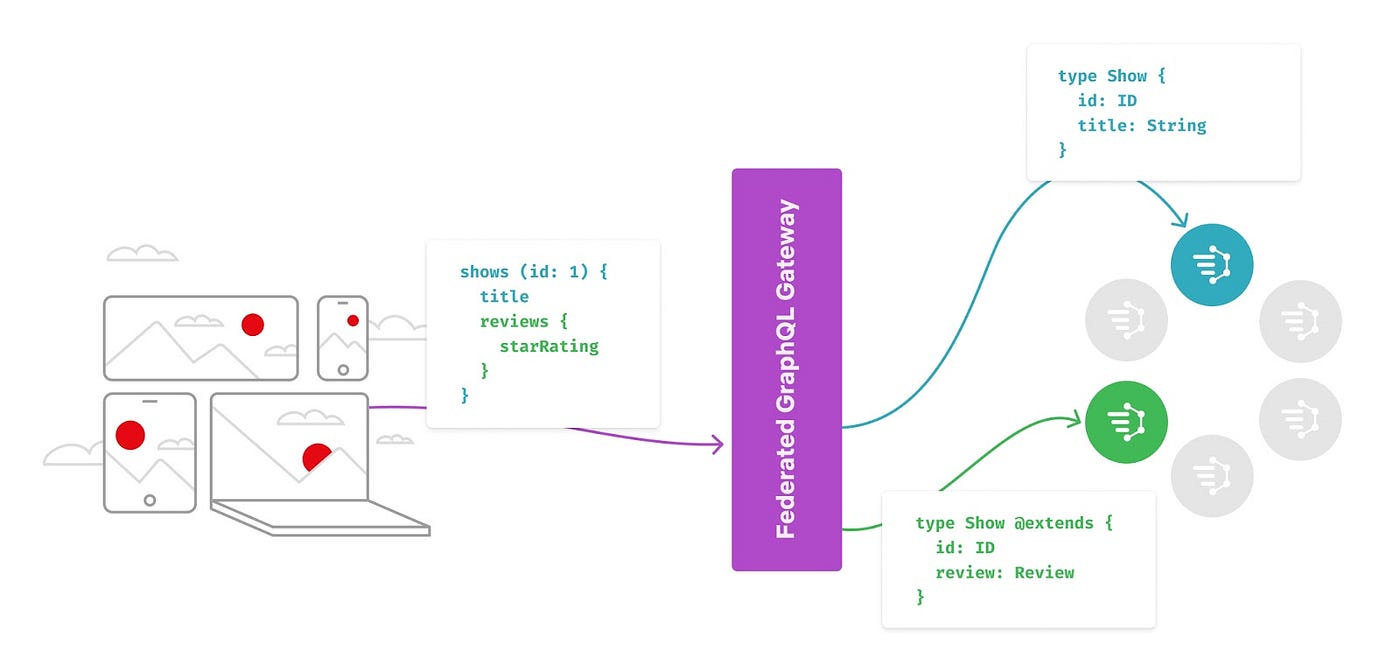 shows (id: 1) {
  title
  reviews {
    starRating
  }
}
Federated GraphQL Gateway
type Show {
  id: ID
  title: String
}
type Show @extends {
  id: ID
  review: Review
}